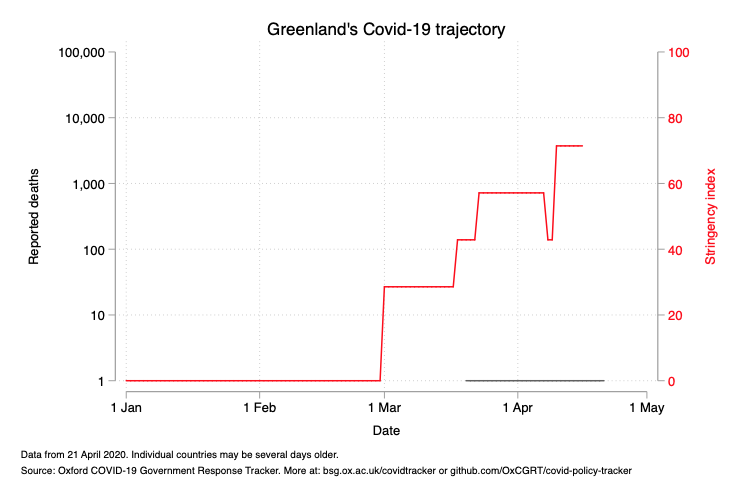 Greenland's Covid-19 trajectory
100,000
10,000
1,000
100
10
1
Reported deaths
100
80
60
40
20
0
Stringency index
1 Jan
1 Feb
1 Mar
1 Apr
1 May
Date
Data from 21 April 2020. Individual countries may be several days older.
Source: Oxford COVID-19 Government Response Tracker. More at: bsg.ox.ac.uk/covidtracker or github.com/OxCGRT/covid-policy-tracker